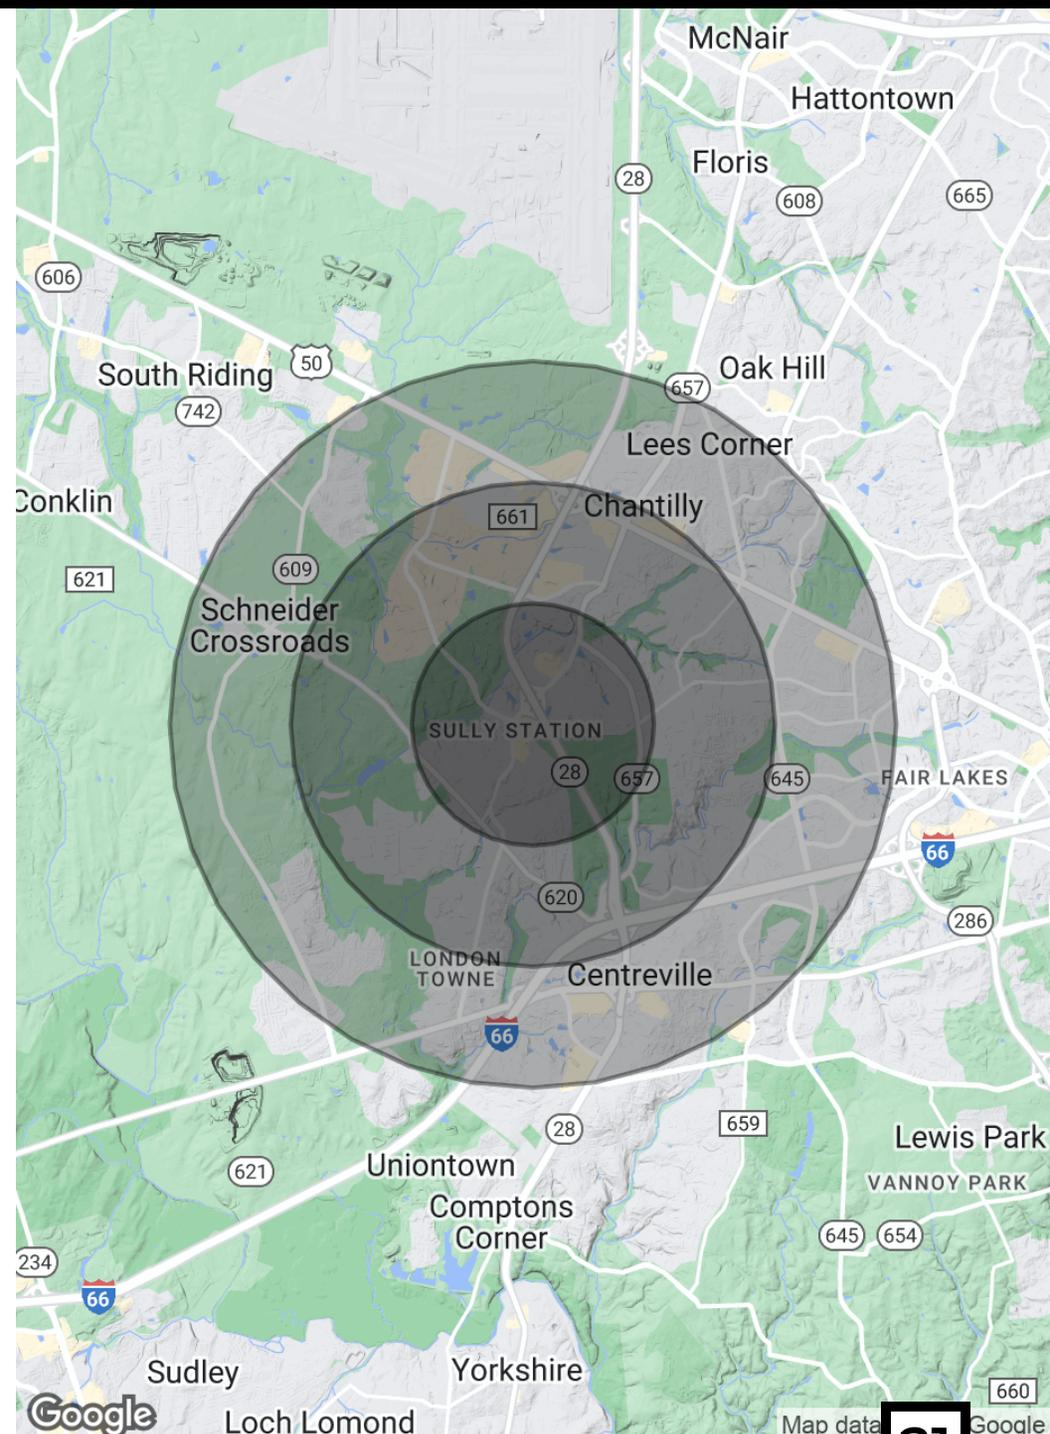 McNair
Hattontown
Floris
28
608
665
606
50
South Riding
742
657
Oak Hill
Lees Corner
Conklin
661
Chantilly
609
621
Schneider
Crossroads
SULLY STATION
28
657
645
FAIR LAKES
66
620
286
LONDON
TOWNE
Centreville
66
28
659
Lewis Park
621
Uniontown
VANNOY PARK
Comptons
Corner
645
654
234
66
Sudley
Yorkshire
660
Google
Loch Lomond
Map data
Google